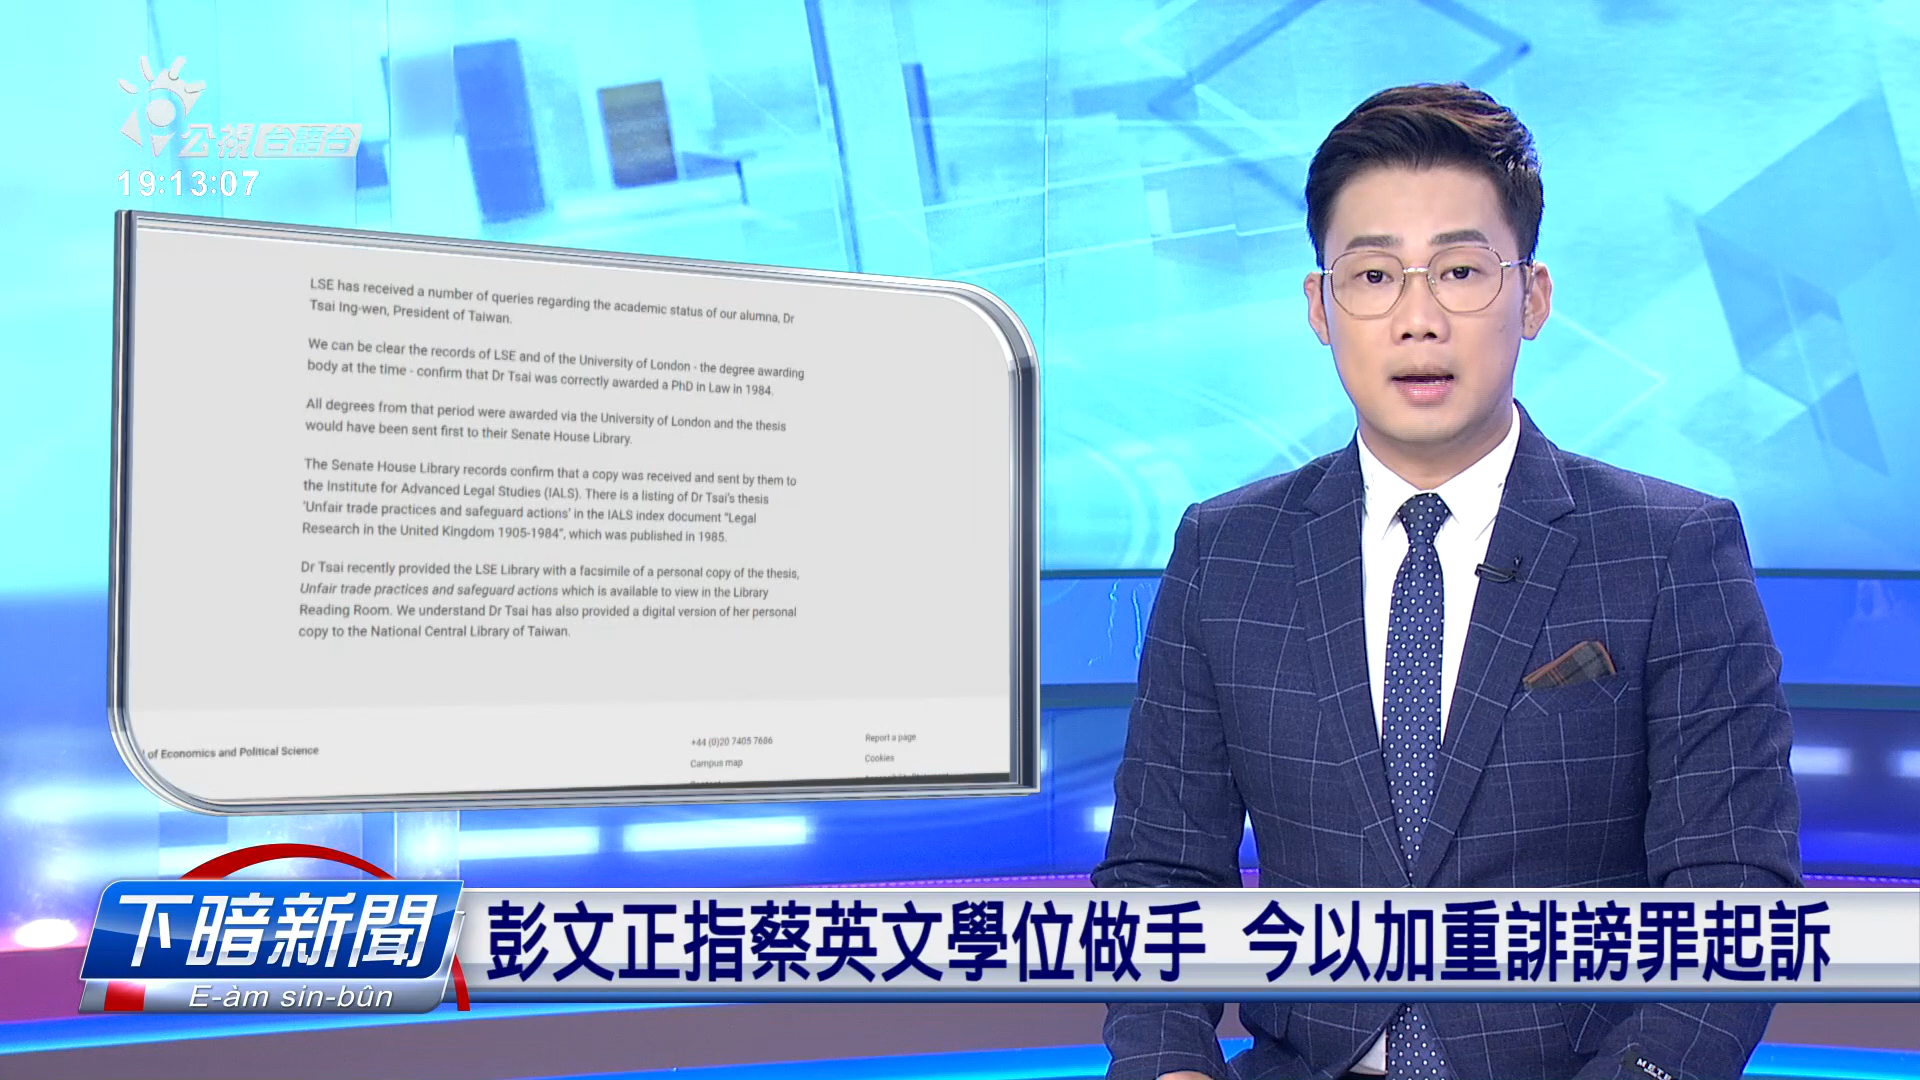 公視台語台
19:13:07
LSE has received a number of queries regarding the academic status of our alumna, Dr
Tsai Ing-wen, President of Taiwan.
We can be clear the records of LSE and of the University of London - the degree awarding
body at the time - confirm that Dr Tsai was correctly awarded a PhD in Law in 1984.
All degrees from that period were awarded via the University of London and the thesis
would have been sent first to their Senate House Library.
The Senate House Library records confirm that a copy was received and sent by them to
the Institute for Advanced Legal Studies (IALS). There is a listing of Dr Tsai's thesis
'Unfair trade practices and safeguard actions' in the IALS index document "Legal
Research in the United Kingdom 1905-1984", which was published in 1985.
Dr Tsai recently provided the LSE Library with a facsimile of a personal copy of the thesis,
Unfair trade practices and safeguard actions which is available to view in the Library
Reading Room. We understand Dr Tsai has also provided a digital version of her personal
copy to the National Central Library of Taiwan.
of Economics and Political Science
+44 (0)20 7405 7686
Campus map
Report a page
Cookies
下暗新聞
E-àm sin-bûn
彭文正指蔡英文學位做手 今以加重誹謗罪起訴